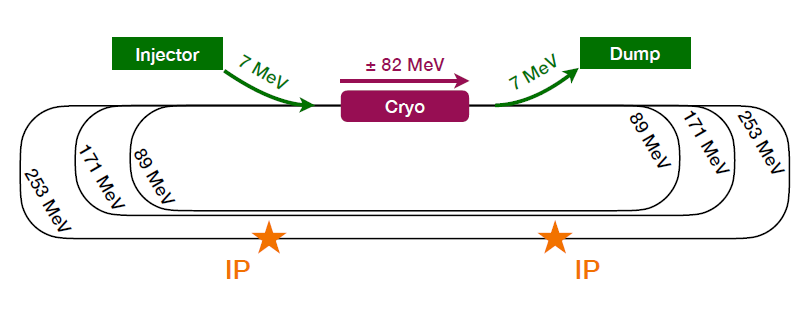 Injector
7 MeV
± 82 MeV
Cryo
7 MeV
Dump
253 MeV
171 MeV
89 MeV
89 MeV
171 MeV
253 MeV
IP
IP